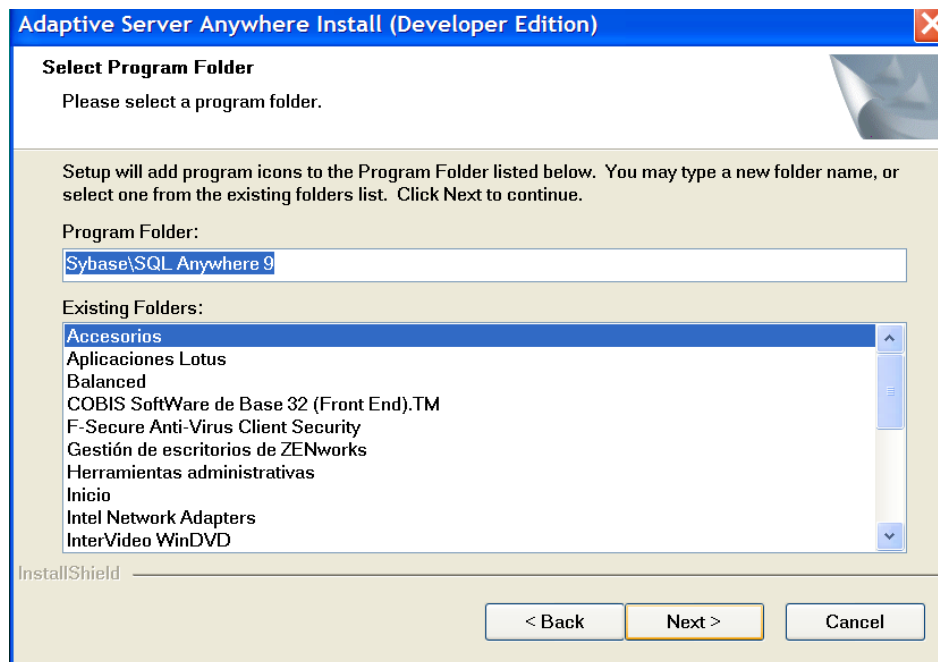 Adaptive Server Anywhere Install (Developer Edition)
Select Program Folder
Please select a program folder.
Setup will add program icons to the Program Folder listed below.  You may type a new folder name, or
select one from the existing folders list.  Click Next to continue.
Program Folder:
Sybase\SQL Anywhere 9
Existing Folders:
Accesorios
Aplicaciones Lotus
Balanced
COBIS SoftWare de Base 32 (Front End).TM
F-Secure Anti-Virus Client Security
Gestión de escritorios de ZENworks
Herramientas administrativas
Inicio
Intel Network Adapters
InterVideo WinDVD
InstallShield
< Back Next > Cancel